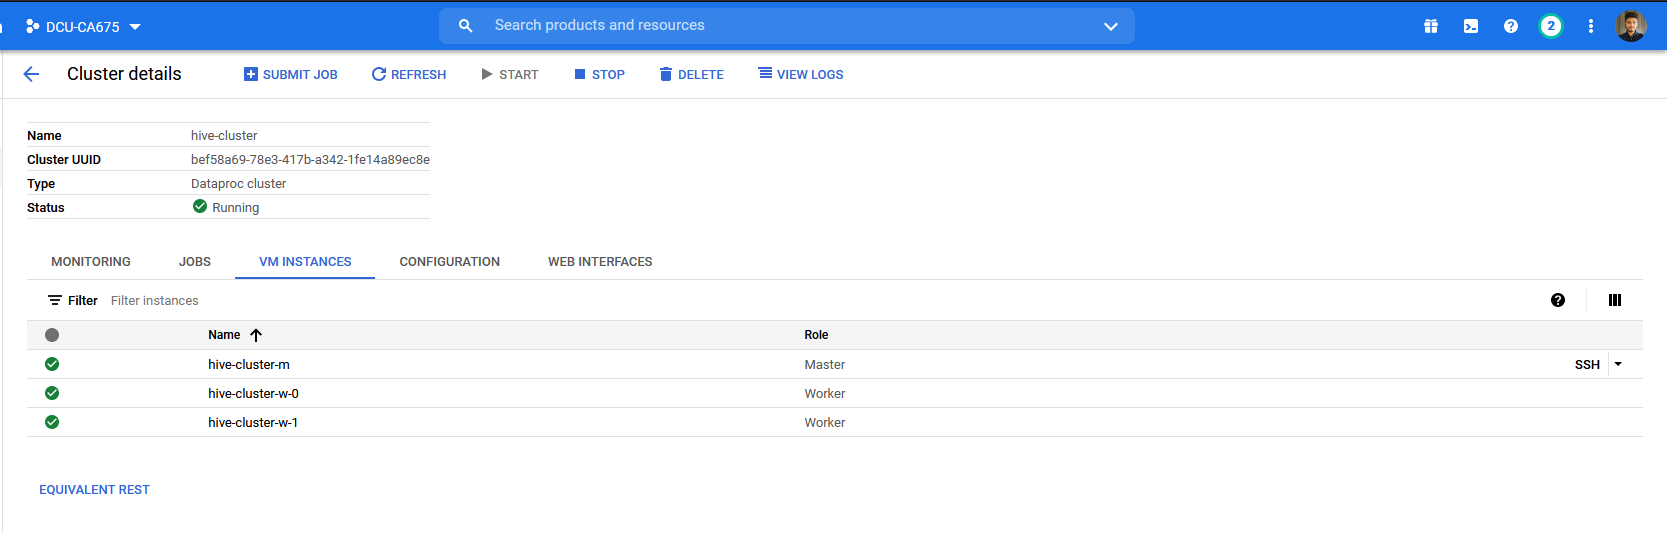 DCU-CA675 Search products and resources 2
Cluster details SUBMIT JOB REFRESH START STOP DELETE VIEW LOGS
Name hive-cluster
Cluster UUID bef58a69-78e3-417b-a342-1fe14a89ec8e
Type Dataproc cluster
Status Running
MONITORING JOBS VM INSTANCES CONFIGURATION WEB INTERFACES
Filter Filter instances
Name Role
hive-cluster-m Master SSH
hive-cluster-w-0 Worker
hive-cluster-w-1 Worker
EQUIVALENT REST